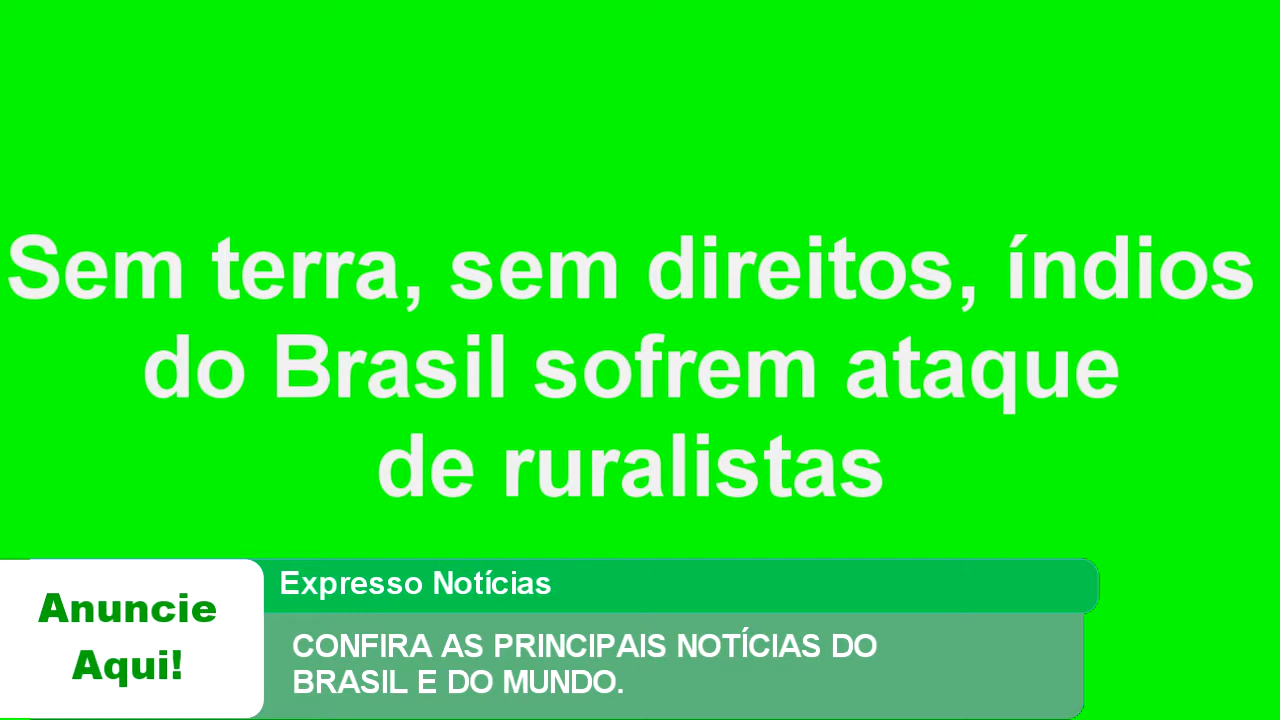 Sem terra, sem direitos, índios
do Brasil sofrem ataque
de ruralistas
Anuncie
Aqui!
Expresso Notícias
CONFIRA AS PRINCIPAIS NOTÍCIAS DO
BRASIL E DO MUNDO.